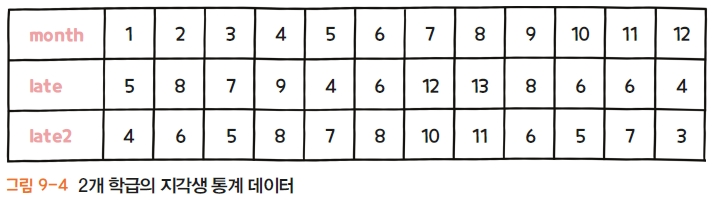 month 1 2 3 4 5 6 7 8 9 10 11 12
late 5 8 7 9 4 6 12 13 8 6 6 4
late2 4 6 5 8 7 8 10 11 6 5 7 3
그림 9-4 2개 학급의 지각생 통계 데이터